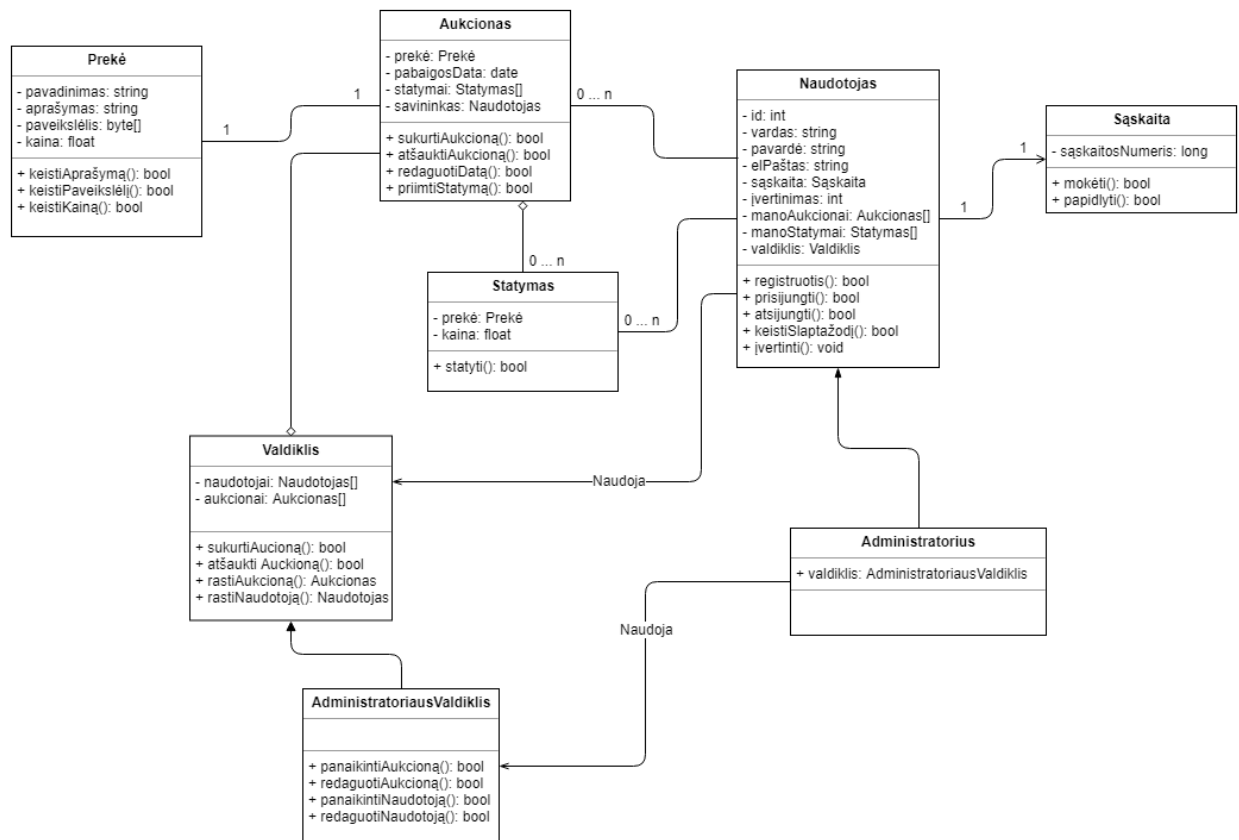 Prekė
- pavadinimas: string
- aprašymas: string
- paveikslėlis: byte[]
- kaina: float
+ keistiAprašymą(): bool
+ keistiPaveikslėlį(): bool
+ keistiKainą(): bool
1
1
Aukcionas
- prekė: Prekė
- pabaigosData: date
- statymai: Statymas[]
- savininkas: Naudotojas
+ sukurtiAukcioną(): bool
+ atšauktiAukcioną(): bool
+ redaguotiDatą(): bool
+ priimtiStatymą(): bool
0 ... n
0 ... n
Statymas
- prekė: Prekė
- kaina: float
+ statyti(): bool
0 ... n
Naudotojas
- id: int
- vardas: string
- pavardė: string
- elPaštas: string
- sąskaita: Sąskaita
- įvertinimas: int
- manoAukcionai: Aukcionas[]
- manoStatymai: Statymas[]
- valdiklis: Valdiklis
+ registruotis(): bool
+ prisijungti(): bool
+ atsijungti(): bool
+ keistiSlaptažodį(): bool
+ įvertinti(): void
1
1
Sąskaita
- sąskaitosNumeris: long
+ mokėti(): bool
+ papidlyti(): bool
Valdiklis
- naudotojai: Naudotojas[]
- aukcionai: Aukcionas[]
+ sukurtiAucioną(): bool
+ atšaukti Auckioną(): bool
+ rastiAukcioną(): Aukcionas
+ rastiNaudotoją(): Naudotojas
Naudoja
Administratorius
+ valdiklis: AdministratoriausValdiklis
Naudoja
AdministratoriausValdiklis
+ panaikintiAukcioną(): bool
+ redaguotiAukcioną(): bool
+ panaikintiNaudotoją(): bool
+ redaguotiNaudotoją(): bool